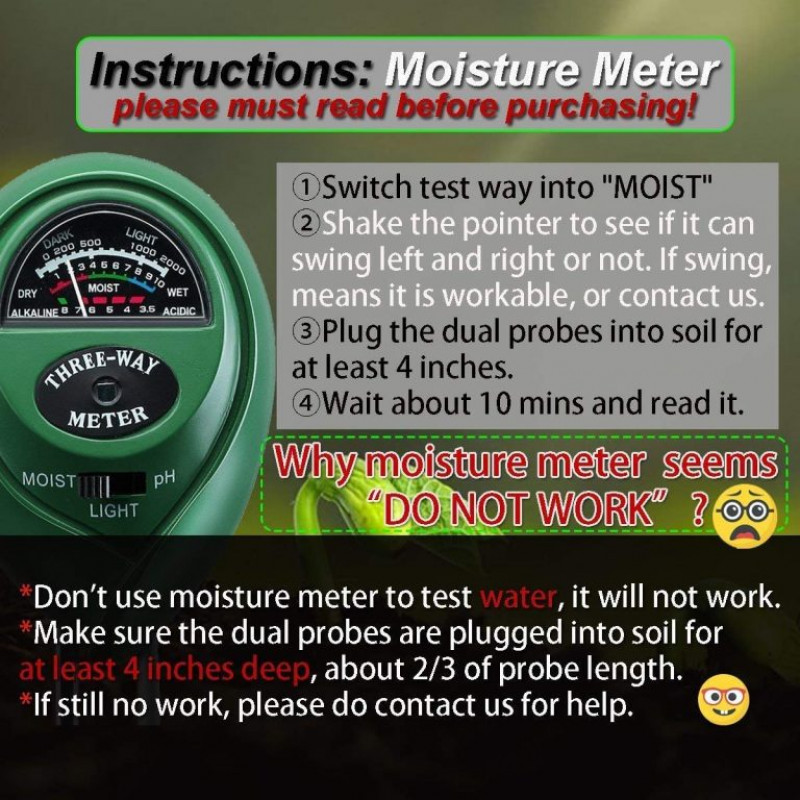 Instructions: Moisture Meter
please must read before purchasing!
①Switch test way into "MOIST"
②Shake the pointer to see if it can
swing left and right or not. If swing,
means it is workable, or contact us.
③Plug the dual probes into soil for
at least 4 inches.
④Wait about 10 mins and read it.
DARK LIGHT
0 200 500 1000 2000
1 2 3 4 5 6 7 8 9 10
DRY MOIST WET
ALKALINE 8 7 6 5 4 3.5 ACIDIC
THREE-WAY
METER
MOIST pH
LIGHT
Why moisture meter seems
“DO NOT WORK” ?
*Don’t use moisture meter to test water, it will not work.
*Make sure the dual probes are plugged into soil for
at least 4 inches deep, about 2/3 of probe length.
*If still no work, please do contact us for help.